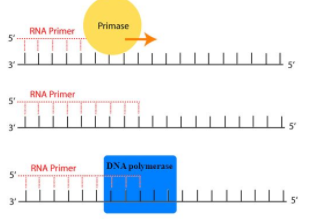 Primase
RNA Primer
5'
3' 5'
RNA Primer
5'
3' 5'
DNA polymerase
RNA Primer
5'
3' 5'